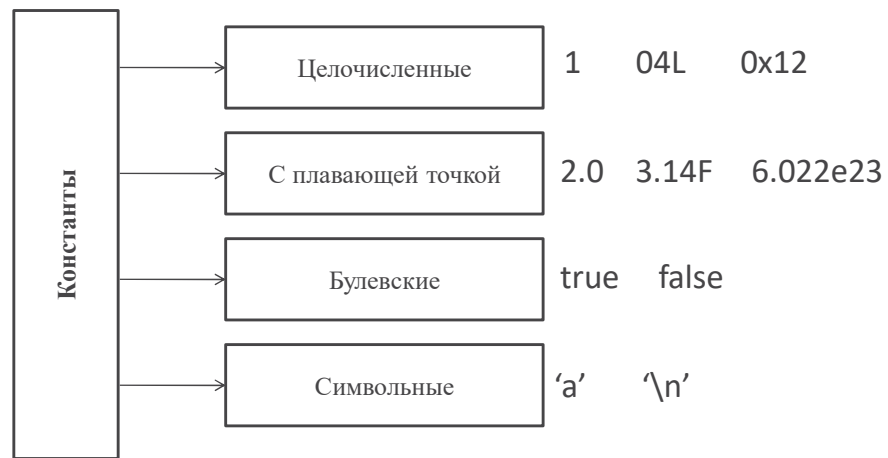 Константы
Целочисленные 1 04L 0x12
С плавающей точкой 2.0 3.14F 6.022e23
Булевские true false
Символьные ‘a’ ‘\n’